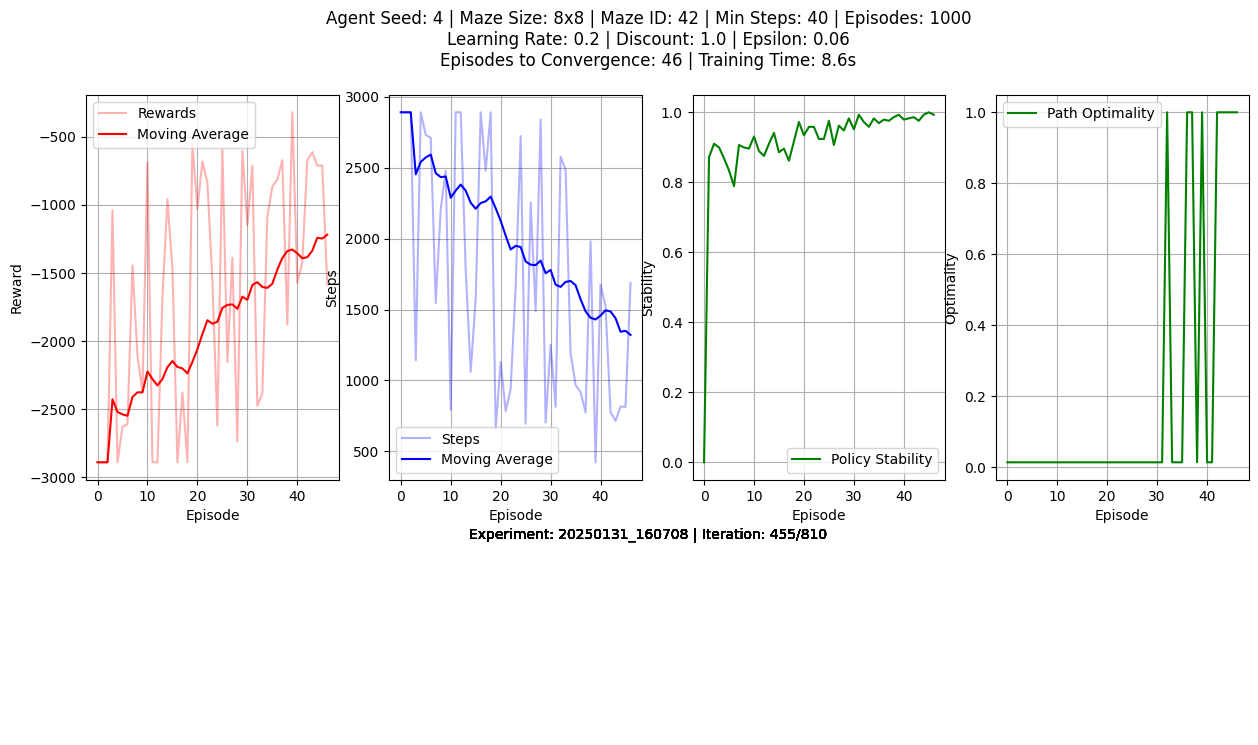 Agent Seed: 4 | Maze Size: 8x8 | Maze ID: 42 | Min Steps: 40 | Episodes: 1000
Learning Rate: 0.2 | Discount: 1.0 | Epsilon: 0.06
Episodes to Convergence: 46 | Training Time: 8.6s
Rewards
Moving Average
−500
−1000
−1500
−2000
−2500
−3000
Reward
0
10
20
30
40
Episode
3000
2500
2000
1500
1000
500
Steps
Steps
Moving Average
0
10
20
30
40
Episode
1.0
0.8
0.6
0.4
0.2
0.0
Stability
Policy Stability
0
10
20
30
40
Episode
Path Optimality
1.0
0.8
0.6
0.4
0.2
0.0
Optimality
0
10
20
30
40
Episode
Experiment: 20250131_160708 | Iteration: 455/810